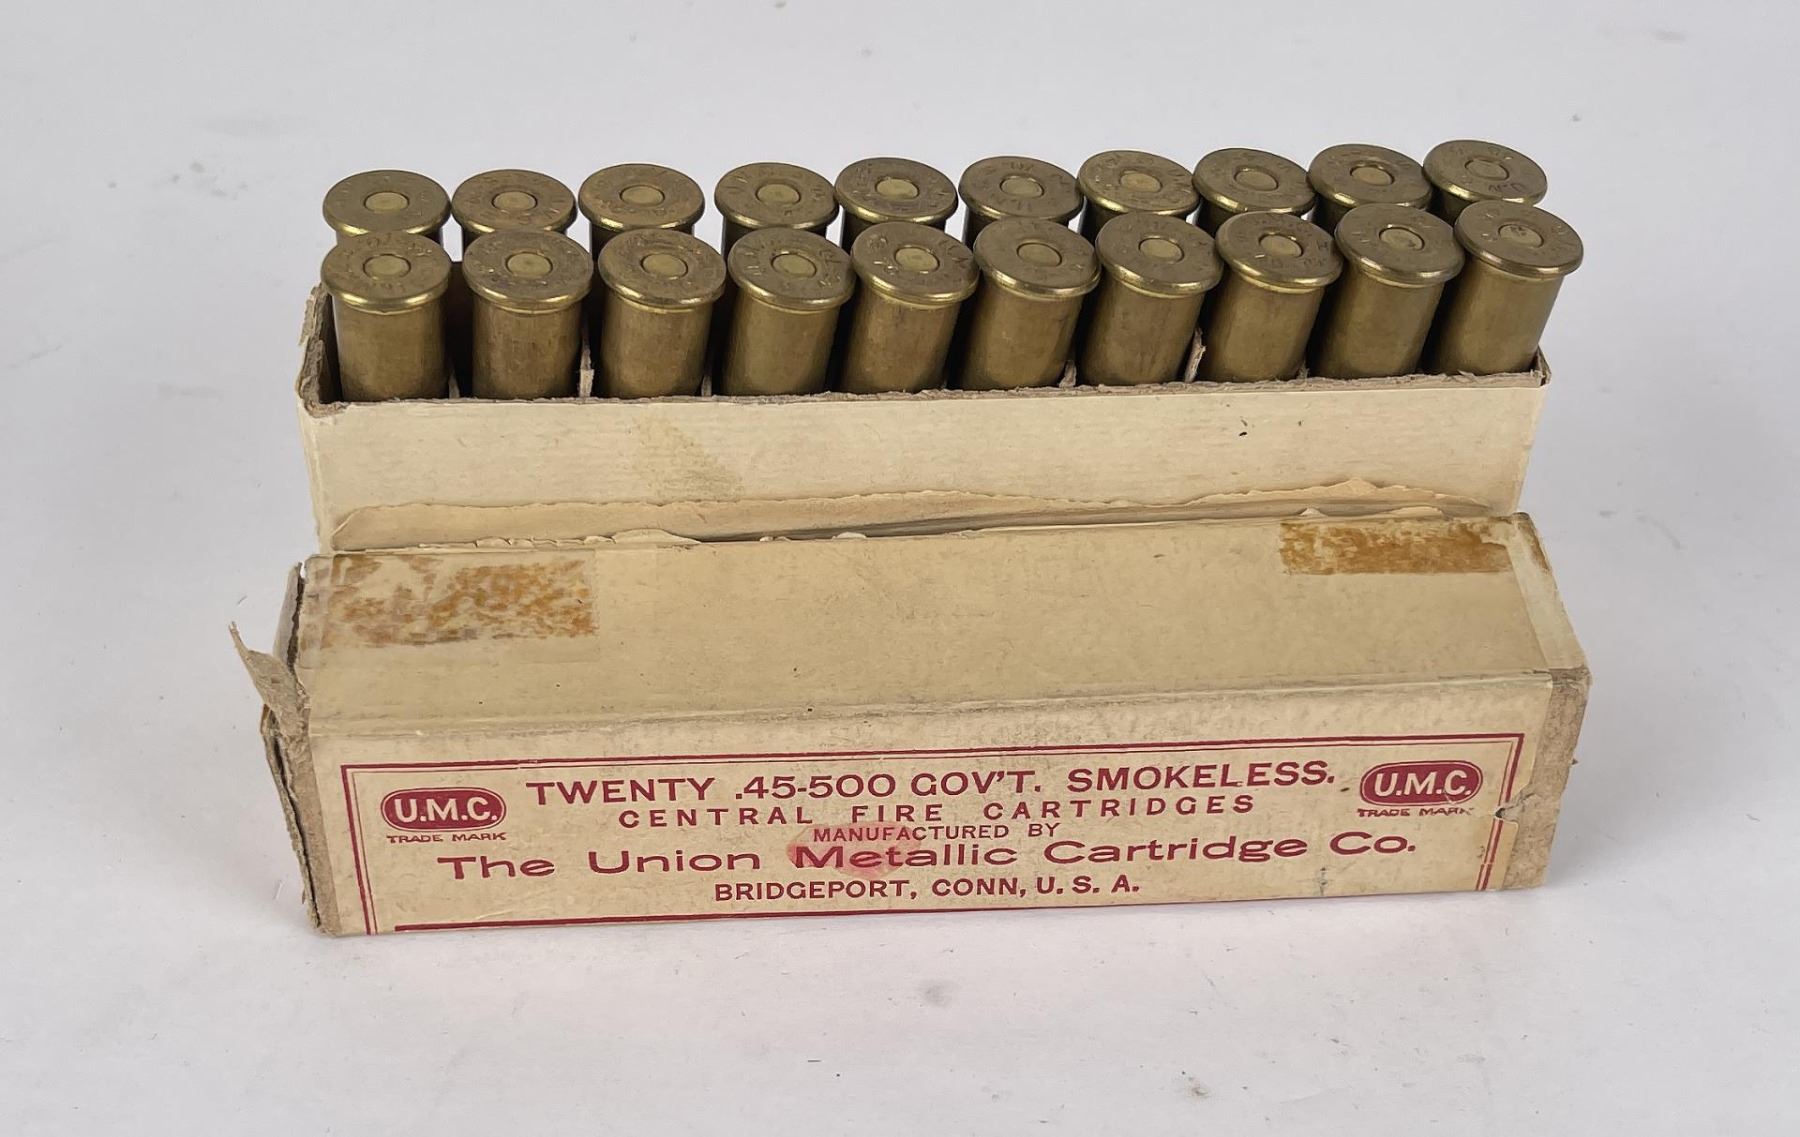 U.M.C.
TRADE MARK
TWENTY .45-500 GOV'T. SMOKELESS.
CENTRAL FIRE CARTRIDGES
MANUFACTURED BY
The Union Metallic Cartridge Co.
BRIDGEPORT, CONN, U.S.A.
U.M.C.
TRADE MARK